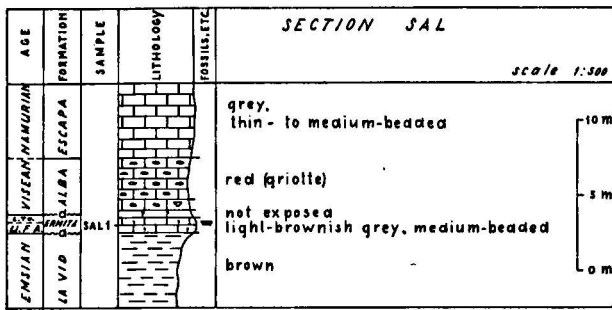 AGE
FORMATION
SAMPLE
LITHOLOGY
FOSSILS, ETC.
SECTION SAL
scale 1:500
NAMURIAN
ESCAPA
grey,
thin- to medium-bedded
10 m
VISEAN
ALBA
red (griotte)
5 m
not exposed
U.FA.
ERMITA
SAL1
light-brownish grey, medium-bedded
EMSIAN
LA VID
brown
0 m